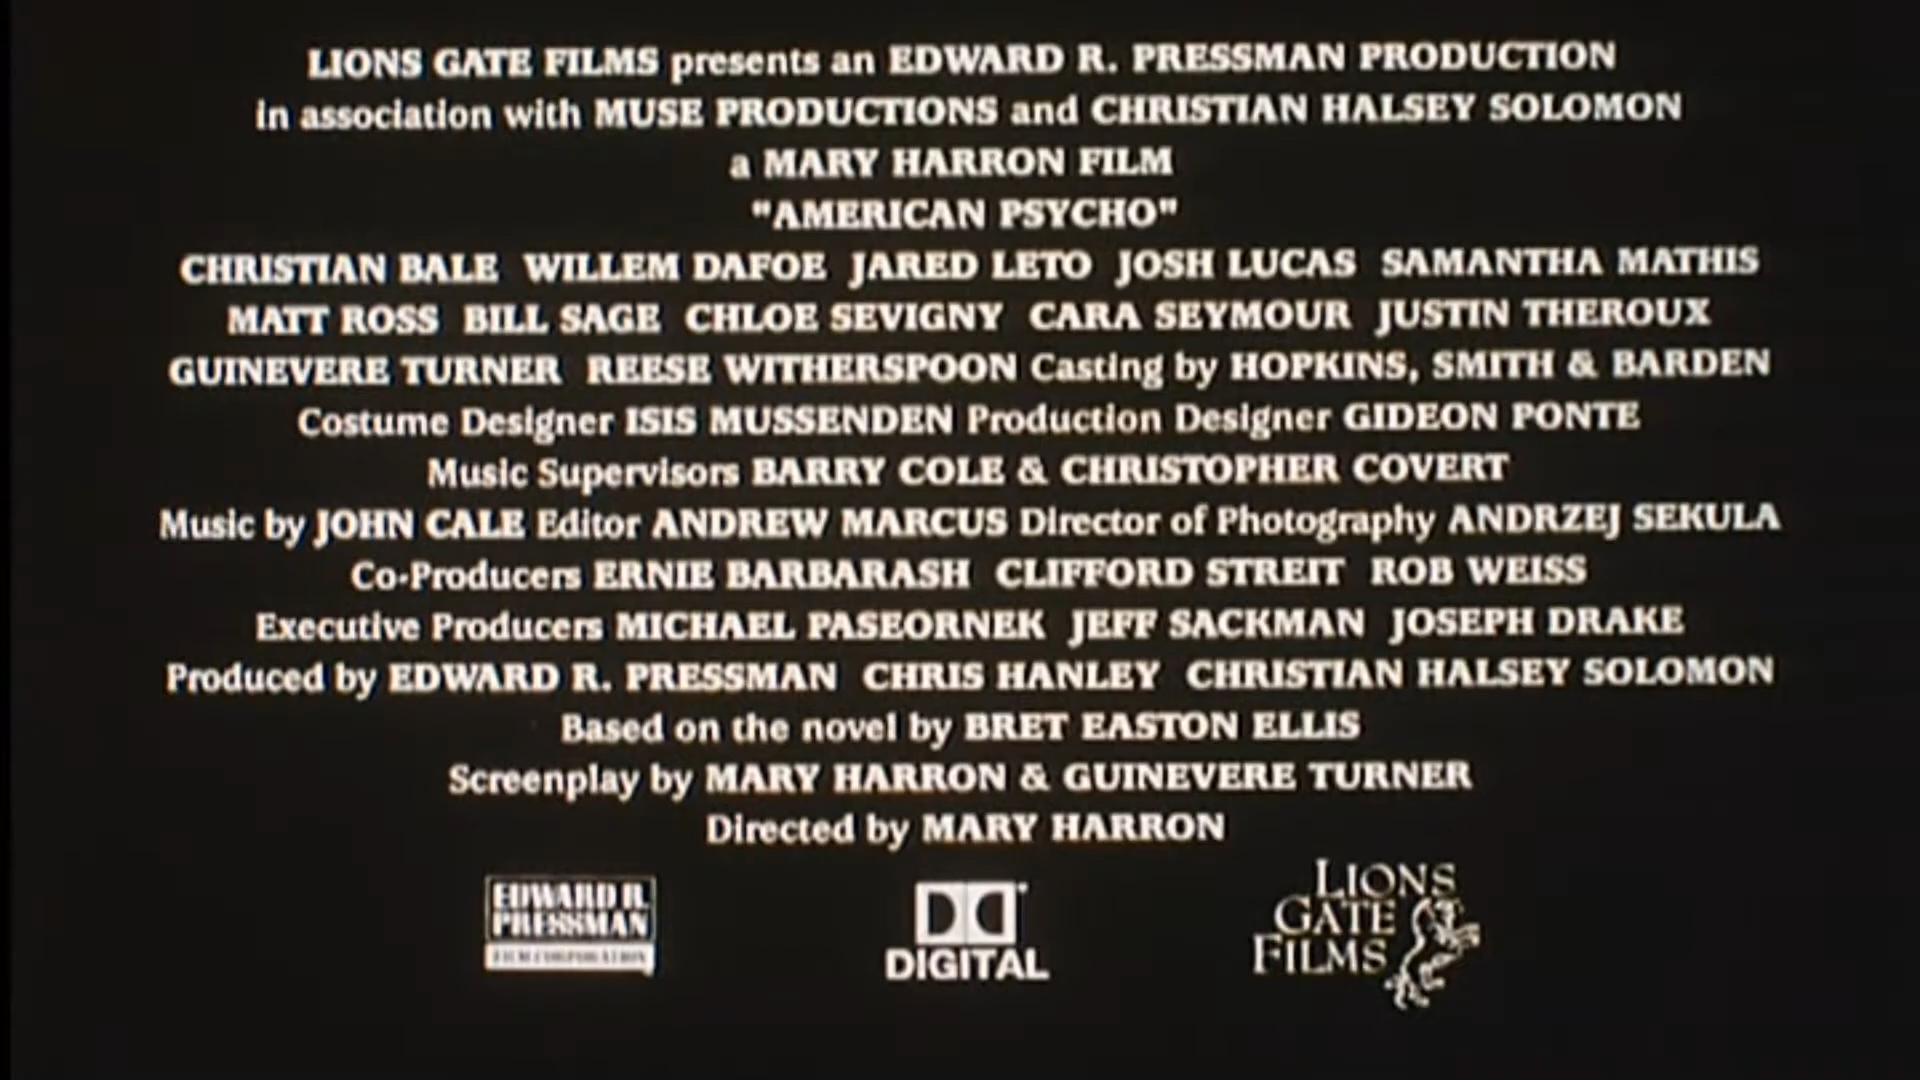 LIONS GATE FILMS presents an EDWARD R. PRESSMAN PRODUCTION
in association with MUSE PRODUCTIONS and CHRISTIAN HALSEY SOLOMON
a MARY HARRON FILM
"AMERICAN PSYCHO"
CHRISTIAN BALE WILLEM DAFOE JARED LETO JOSH LUCAS SAMANTHA MATHIS
MATT ROSS BILL SAGE CHLOE SEVIGNY CARA SEYMOUR JUSTIN THEROUX
GUINEVERE TURNER REESE WITHERSPOON Casting by HOPKINS, SMITH & BARDEN
Costume Designer ISIS MUSSENDEN Production Designer GIDEON PONTE
Music Supervisors BARRY COLE & CHRISTOPHER COVERT
Music by JOHN CALE Editor ANDREW MARCUS Director of Photography ANDRZEJ SEKULA
Co-Producers ERNIE BARBARASH CLIFFORD STREIT ROB WEISS
Executive Producers MICHAEL PASEORNEK JEFF SACKMAN JOSEPH DRAKE
Produced by EDWARD R. PRESSMAN CHRIS HANLEY CHRISTIAN HALSEY SOLOMON
Based on the novel by BRET EASTON ELLIS
Screenplay by MARY HARRON & GUINEVERE TURNER
Directed by MARY HARRON
EDWARD R.
PRESSMAN
FILM CORPORATION
DIGITAL
LIONS
GATE
FILMS